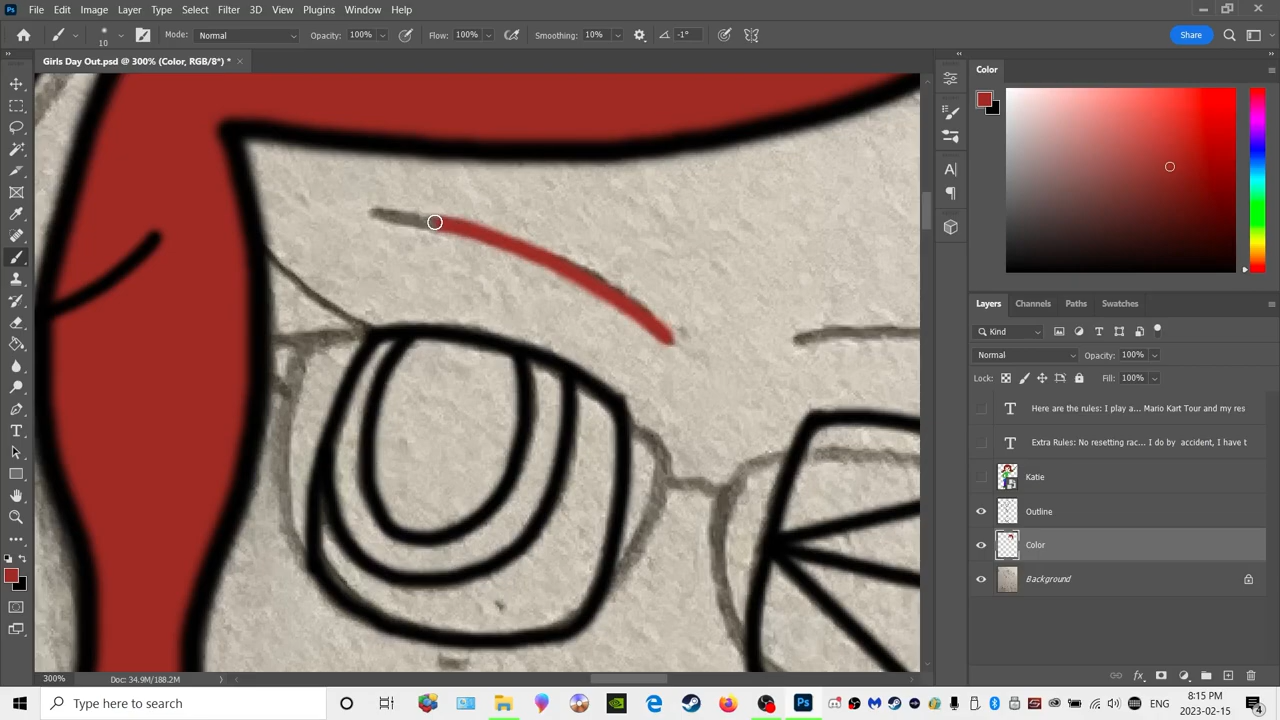 File Edit Image Layer Type Select Filter 3D View Plugins Window Help
10 Mode: Normal Opacity: 100% Flow: 100% Smoothing: 10% -1° Share
Girls Day Out.psd @ 300% (Color, RGB/8*) * ×
Color
Layers Channels Paths Swatches
Kind
Normal Opacity: 100%
Lock: Fill: 100%
Here are the rules: I play a... Mario Kart Tour and my res
Extra Rules: No resetting rac... I do by accident, I have t
Katie
Outline
Color
Background
300% Doc: 34.9M/188.2M
Type here to search
ENG
8:15 PM
2023-02-15
4